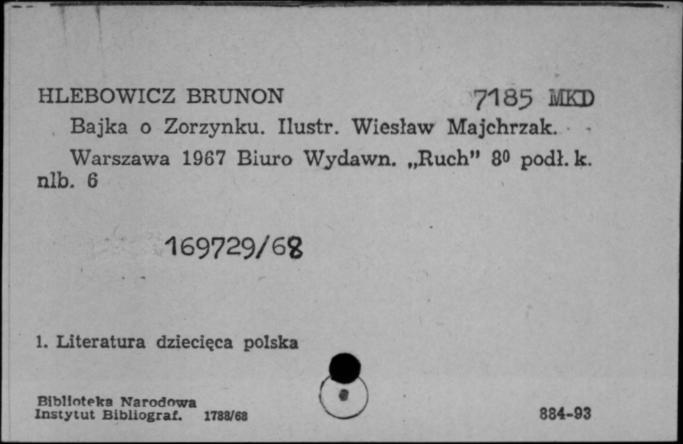 HLEBOWICZ BRUNON 7185 MKD
Bajka o Zorzynku. Ilustr. Wiesław Majchrzak.
Warszawa 1967 Biuro Wydawn. „Ruch" 8⁰ podł. k.
nlb. 6
169729/68
1. Literatura dziecięca polska
Biblioteka Narodowa
Instytut Bibliograf. 1788/68 884-93